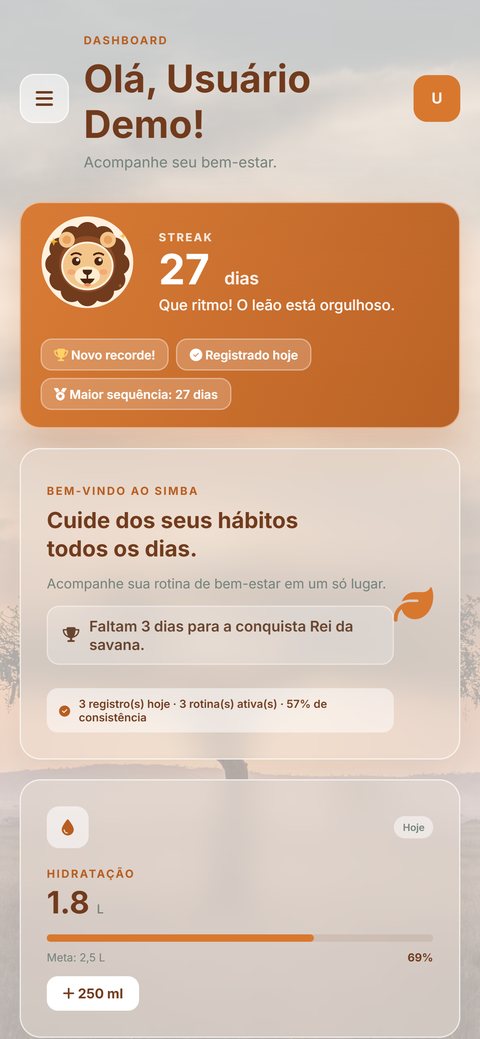 DASHBOARD
Olá, Usuário
Demo!
Acompanhe seu bem-estar.
U
STREAK
27 dias
Que ritmo! O leão está orgulhoso.
Novo recorde!
Registrado hoje
Maior sequência: 27 dias
BEM-VINDO AO SIMBA
Cuide dos seus hábitos
todos os dias.
Acompanhe sua rotina de bem-estar em um só lugar.
Faltam 3 dias para a conquista Rei da
savana.
3 registro(s) hoje · 3 rotina(s) ativa(s) · 57% de
consistência
Hoje
HIDRATAÇÃO
1.8 L
Meta: 2,5 L
69%
+ 250 ml